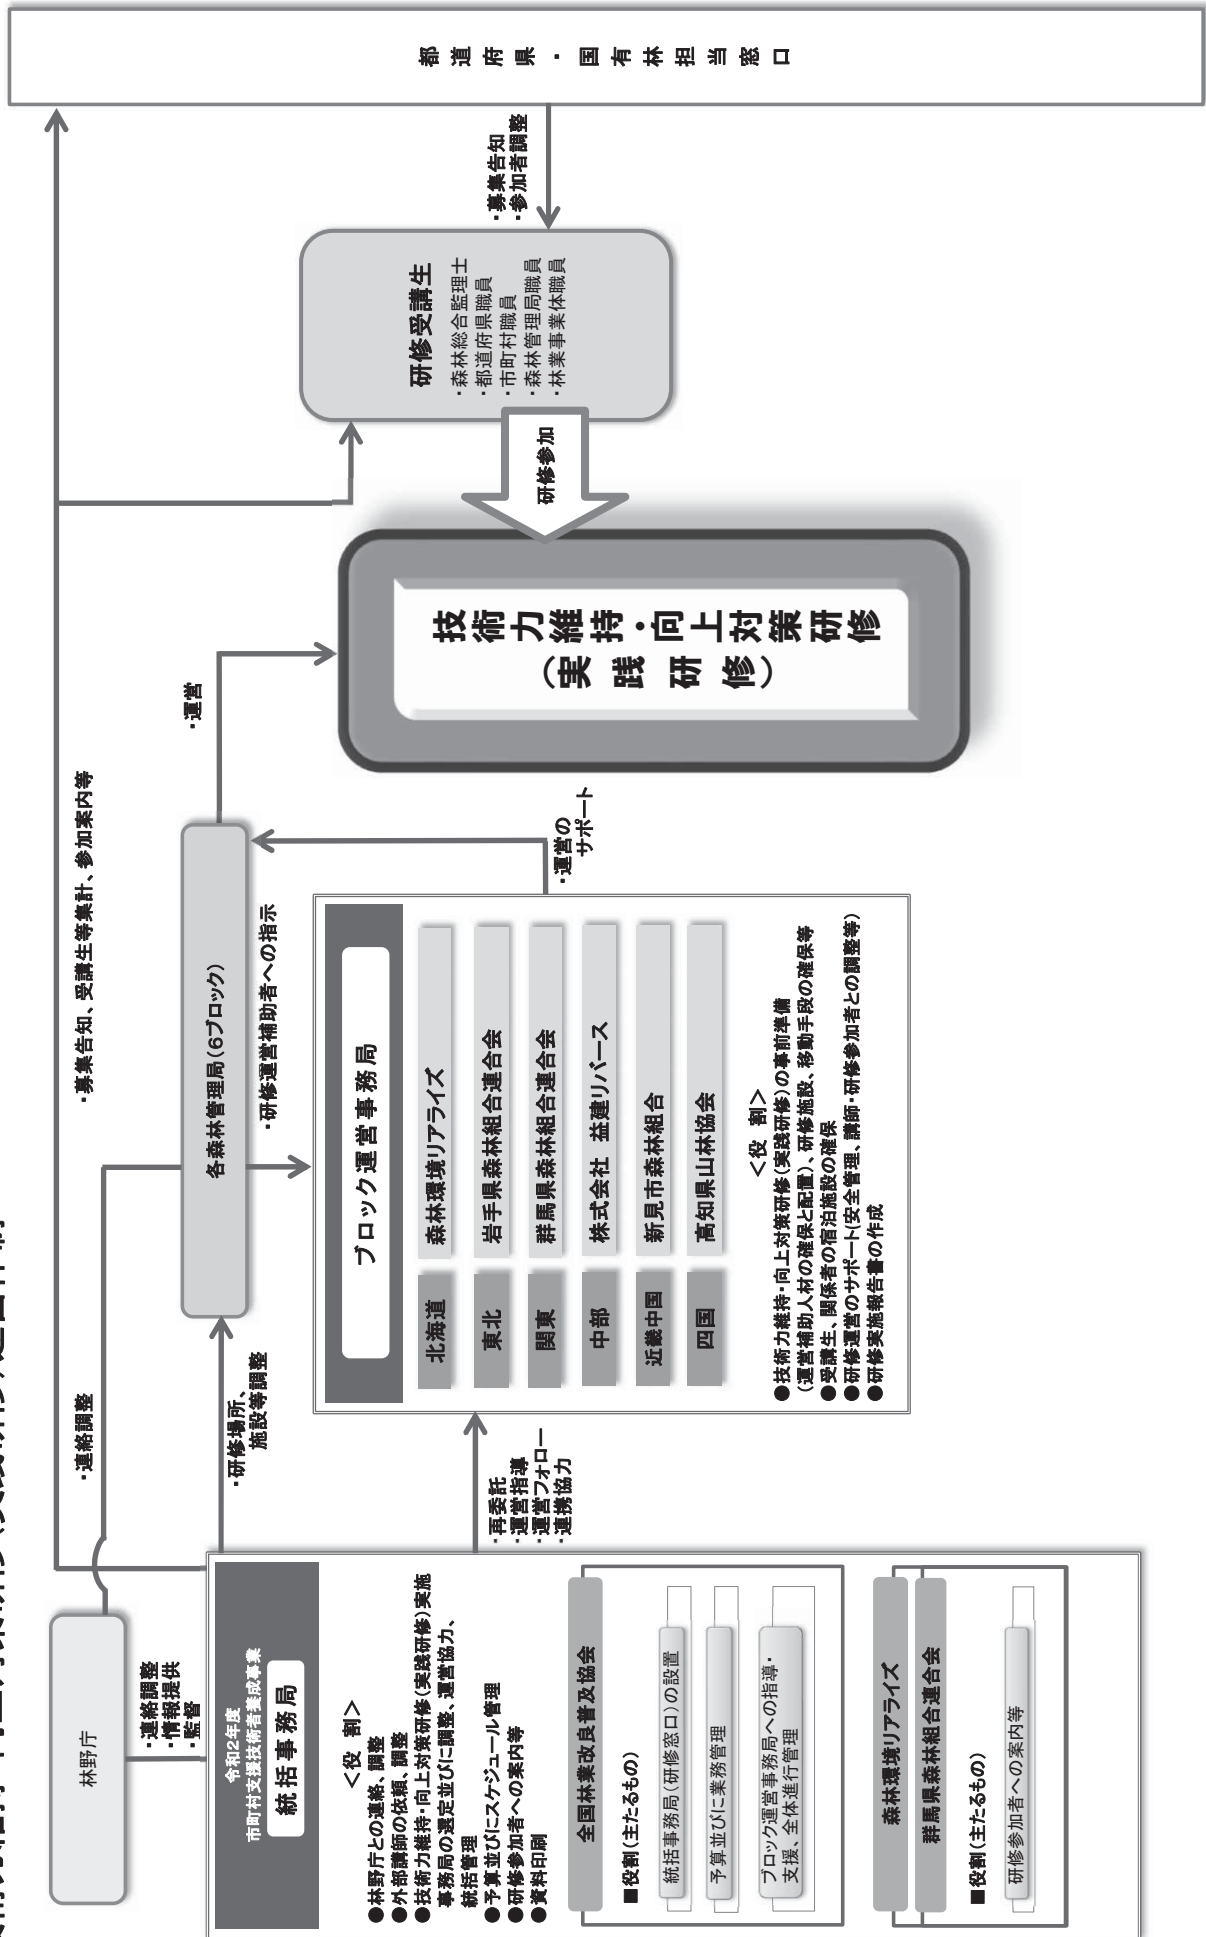 林野庁
・連絡調整
・情報提供
・監督
・連絡調整
・募集告知、受講生等集計、参加案内等
令和2年度
市町村支援技術者養成事業
統括事務局
＜役 割＞
●林野庁との連絡、調整
●外部講師の依頼、調整
●技術力維持・向上対策研修（実践研修）実施
事務局の選定並びに調整、運営協力、
統括管理
●予算並びにスケジュール管理
●研修参加者への案内等
●資料印刷
全国林業改良普及協会
■役割（主たるもの）
統括事務局（研修窓口）の設置
予算並びに業務管理
ブロック運営事務局への指導・
支援、全体進行管理
森林環境リアライズ
群馬県森林組合連合会
■役割（主たるもの）
研修参加者への案内等
・研修場所、
施設等調整
・再委託
・運営指導
・運営フォロー
・連携協力
各森林管理局（6ブロック）
・研修運営補助者への指示
・運営
ブロック運営事務局
北海道 森林環境リアライズ
東北 岩手県森林組合連合会
関東 群馬県森林組合連合会
中部 株式会社 益建リバース
近畿中国 新見市森林組合
四国 高知県山林協会
＜役 割＞
●技術力維持・向上対策研修（実践研修）の事前準備
（運営補助人材の確保と配置）、研修施設、移動手段の確保等
●受講生、関係者の宿泊施設の確保
●研修運営のサポート（安全管理、講師・研修参加者との調整等）
●研修実施報告書の作成
・運営の
サポート
技術力維持・向上対策研修
（実践研修）
研修参加
研修受講生
・森林総合監理士
・都道府県職員
・市町村職員
・森林管理局職員
・林業事業体職員
・募集告知
・参加者調整
都道府県・国有林担当窓口